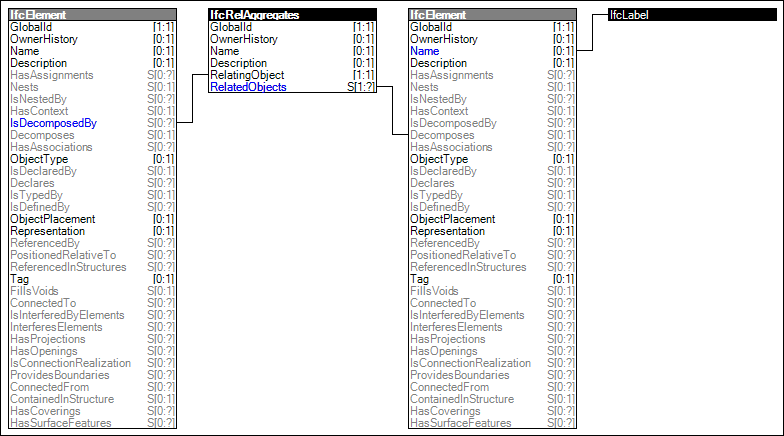 IfcElement
GlobalId [1:1]
OwnerHistory [0:1]
Name [0:1]
Description [0:1]
HasAssignments S[0:?]
Nests S[0:1]
IsNestedBy S[0:?]
HasContext S[0:1]
IsDecomposedBy S[0:?]
Decomposes S[0:1]
HasAssociations S[0:?]
ObjectType [0:1]
IsDeclaredBy S[0:1]
Declares S[0:?]
IsTypedBy S[0:1]
IsDefinedBy S[0:?]
ObjectPlacement [0:1]
Representation [0:1]
ReferencedBy S[0:?]
PositionedRelativeTo S[0:?]
ReferencedInStructures S[0:?]
Tag [0:1]
FillsVoids S[0:1]
ConnectedTo S[0:?]
IsInterferedByElements S[0:?]
InterferesElements S[0:?]
HasProjections S[0:?]
HasOpenings S[0:?]
IsConnectionRealization S[0:?]
ProvidesBoundaries S[0:?]
ConnectedFrom S[0:?]
ContainedInStructure S[0:1]
HasCoverings S[0:?]
HasSurfaceFeatures S[0:?]
IfcRelAggregates
GlobalId [1:1]
OwnerHistory [0:1]
Name [0:1]
Description [0:1]
RelatingObject [1:1]
RelatedObjects S[1:?]
IfcElement
GlobalId [1:1]
OwnerHistory [0:1]
Name [0:1]
Description [0:1]
HasAssignments S[0:?]
Nests S[0:1]
IsNestedBy S[0:?]
HasContext S[0:1]
IsDecomposedBy S[0:?]
Decomposes S[0:1]
HasAssociations S[0:?]
ObjectType [0:1]
IsDeclaredBy S[0:1]
Declares S[0:?]
IsTypedBy S[0:1]
IsDefinedBy S[0:?]
ObjectPlacement [0:1]
Representation [0:1]
ReferencedBy S[0:?]
PositionedRelativeTo S[0:?]
ReferencedInStructures S[0:?]
Tag [0:1]
FillsVoids S[0:1]
ConnectedTo S[0:?]
IsInterferedByElements S[0:?]
InterferesElements S[0:?]
HasProjections S[0:?]
HasOpenings S[0:?]
IsConnectionRealization S[0:?]
ProvidesBoundaries S[0:?]
ConnectedFrom S[0:?]
ContainedInStructure S[0:1]
HasCoverings S[0:?]
HasSurfaceFeatures S[0:?]
IfcLabel